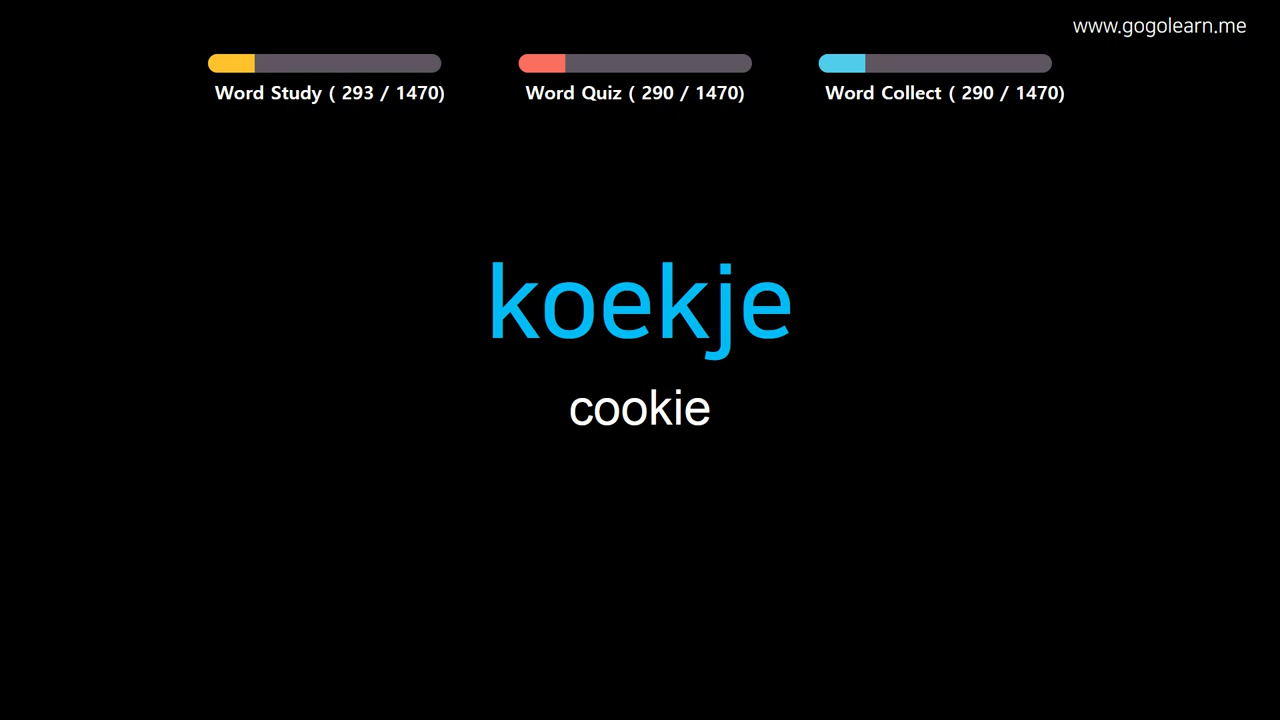 www.gogolearn.me
Word Study ( 293 / 1470)
Word Quiz ( 290 / 1470)
Word Collect ( 290 / 1470)
koekje
cookie